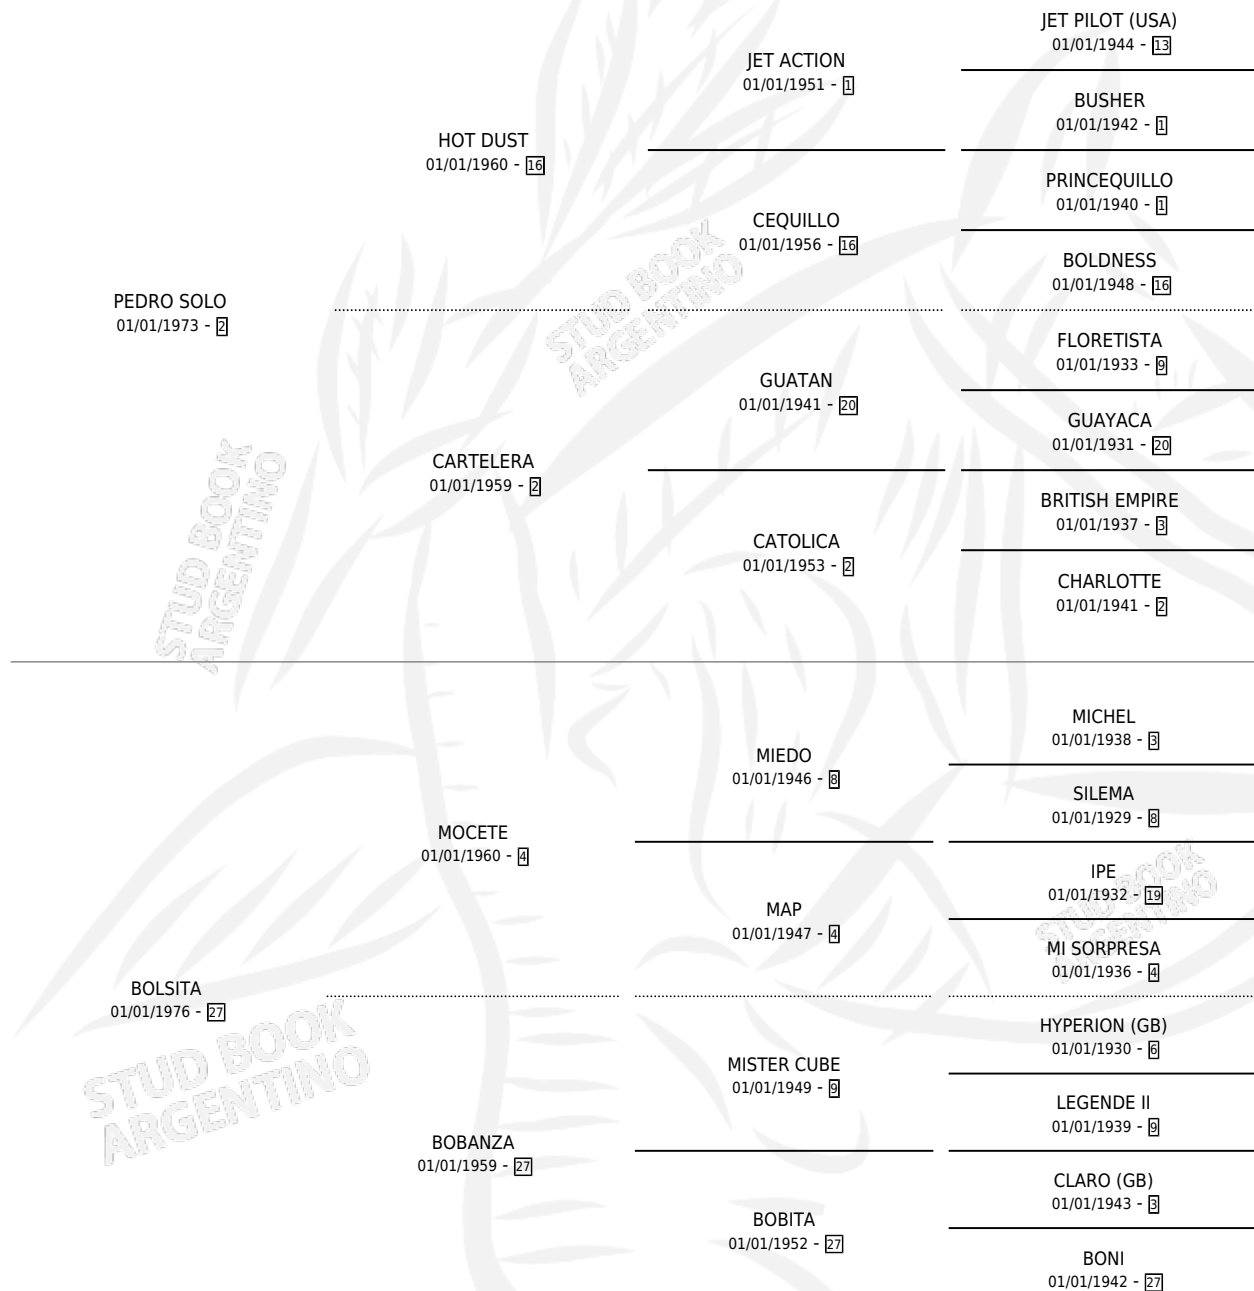 JET PILOT (USA)
01/01/1944 - 13
JET ACTION
01/01/1951 - 1
BUSHER
01/01/1942 - 1
HOT DUST
01/01/1960 - 16
PRINCEQUILLO
01/01/1940 - 1
CEQUILLO
01/01/1956 - 16
BOLDNESS
01/01/1948 - 16
PEDRO SOLO
01/01/1973 - 2
FLORETISTA
01/01/1933 - 9
GUATAN
01/01/1941 - 20
GUAYACA
01/01/1931 - 20
CARTELERA
01/01/1959 - 2
BRITISH EMPIRE
01/01/1937 - 3
CATOLICA
01/01/1953 - 2
CHARLOTTE
01/01/1941 - 2
MICHEL
01/01/1938 - 3
MIEDO
01/01/1946 - 8
SILEMA
01/01/1929 - 8
MOCETE
01/01/1960 - 4
IPE
01/01/1932 - 19
MAP
01/01/1947 - 4
MI SORPRESA
01/01/1936 - 4
BOLSITA
01/01/1976 - 27
HYPERION (GB)
01/01/1930 - 6
MISTER CUBE
01/01/1949 - 9
LEGENDE II
01/01/1939 - 9
BOBANZA
01/01/1959 - 27
CLARO (GB)
01/01/1943 - 3
BOBITA
01/01/1952 - 27
BONI
01/01/1942 - 27
STUD BOOK
ARGENTINO
STUD BOOK
ARGENTINO
STUD BOOK
ARGENTINO
STUD BOOK
ARGENTINO